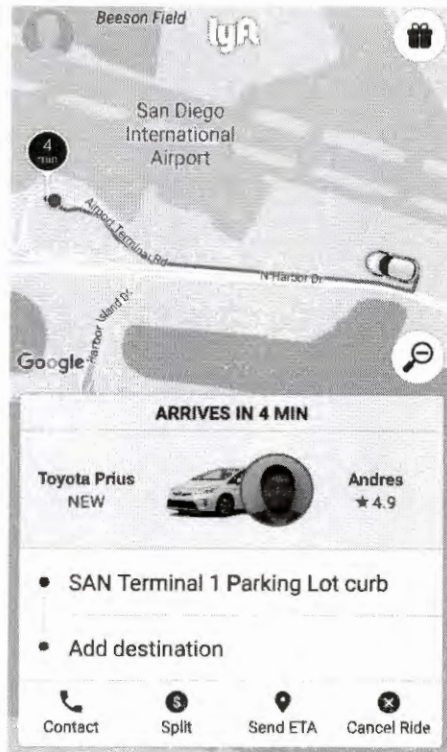 Beeson Field
lyft
San Diego
International
Airport
4
min
Airport Terminal Rd
N Harbor Dr
Harbor Island Dr
Google
ARRIVES IN 4 MIN
Toyota Prius
NEW
Andres
★ 4.9
SAN Terminal 1 Parking Lot curb
Add destination
Contact
Split
Send ETA
Cancel Ride